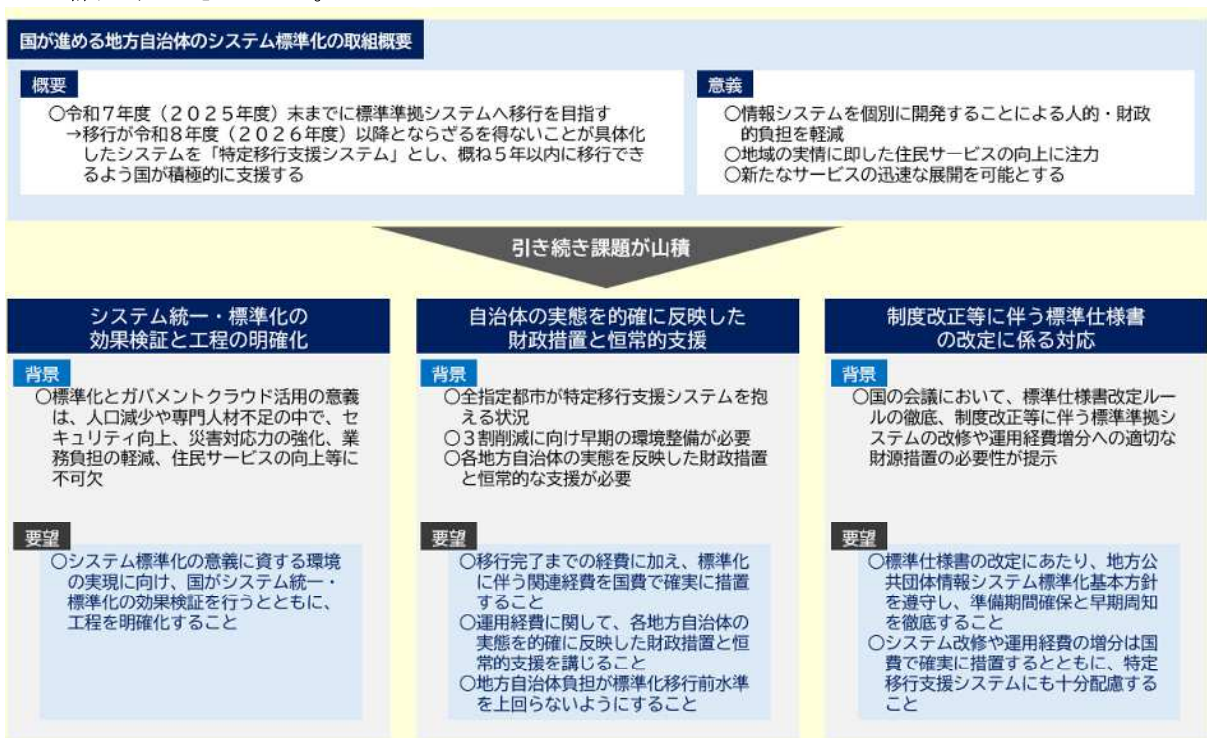 国が進める地方自治体のシステム標準化の取組概要
概要
○令和7年度（2025年度）末までに標準準拠システムへ移行を目指す
→移行が令和8年度（2026年度）以降とならざるを得ないことが具体化
したシステムを「特定移行支援システム」とし、概ね5年以内に移行でき
るよう国が積極的に支援する
意義
○情報システムを個別に開発することによる人的・財政
的負担を軽減
○地域の実情に即した住民サービスの向上に注力
○新たなサービスの迅速な展開を可能とする
引き続き課題が山積
システム統一・標準化の
効果検証と工程の明確化
背景
○標準化とガバメントクラウド活用の意義
は、人口減少や専門人材不足の中で、セ
キュリティ向上、災害対応力の強化、業
務負担の軽減、住民サービスの向上等に
不可欠
要望
○システム標準化の意義に資する環境
の実現に向け、国がシステム統一・
標準化の効果検証を行うとともに、
工程を明確化すること
自治体の実態を的確に反映した
財政措置と恒常的支援
背景
○全指定都市が特定移行支援システムを抱
える状況
○3割削減に向け早期の環境整備が必要
○各地方自治体の実態を反映した財政措置
と恒常的な支援が必要
要望
○移行完了までの経費に加え、標準化
に伴う関連経費を国費で確実に措置
すること
○運用経費に関して、各地方自治体の
実態を的確に反映した財政措置と恒
常的支援を講じること
○地方自治体負担が標準化移行前水準
を上回らないようにすること
制度改正等に伴う標準仕様書
の改定に係る対応
背景
○国の会議において、標準仕様書改定ルー
ルの徹底、制度改正等に伴う標準準拠シ
ステムの改修や運用経費増分への適切な
財源措置の必要性が提示
要望
○標準仕様書の改定にあたり、地方公
共団体情報システム標準化基本方針
を遵守し、準備期間確保と早期周知
を徹底すること
○システム改修や運用経費の増分は国
費で確実に措置するとともに、特定
移行支援システムにも十分配慮する
こと